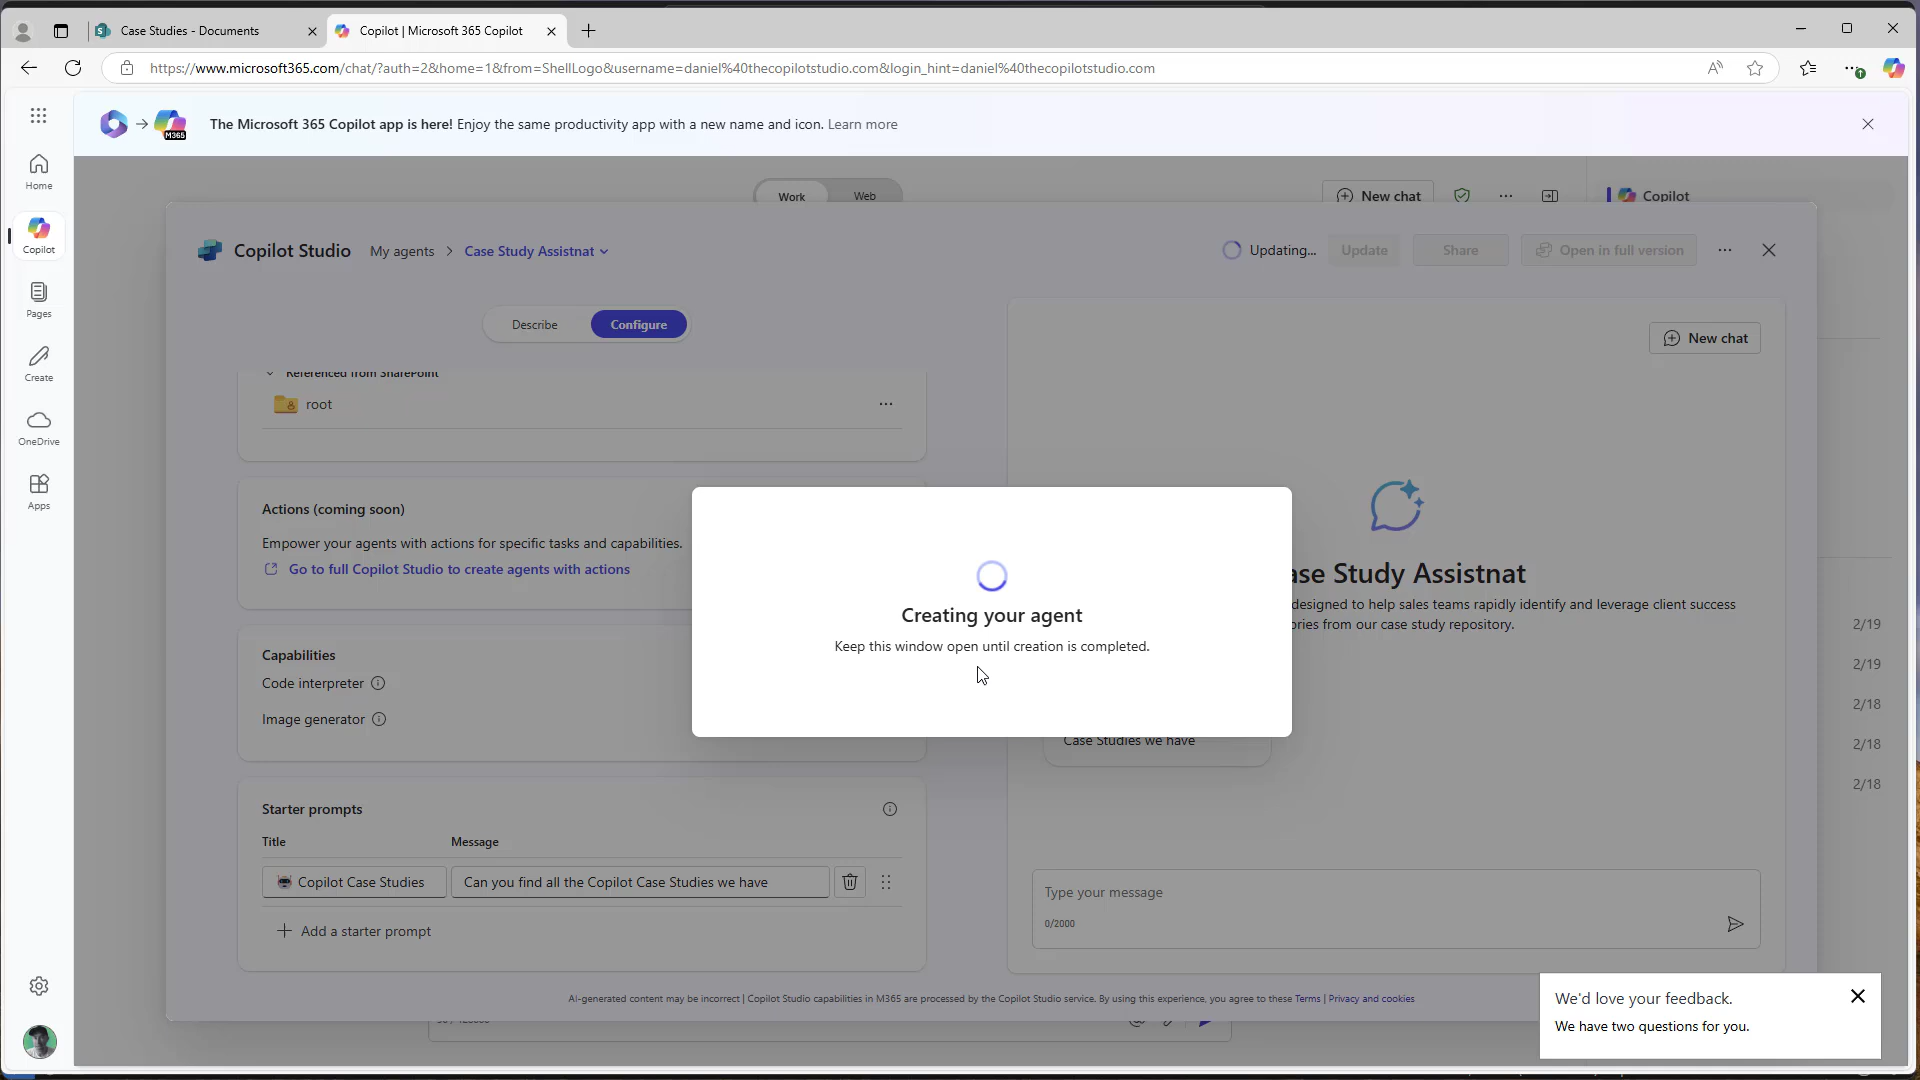 Case Studies - Documents
Copilot | Microsoft 365 Copilot
https://www.microsoft365.com/chat/?auth=2&home=1&from=ShellLogo&username=daniel%40thecopilotstudio.com&login_hint=daniel%40thecopilotstudio.com
M365
The Microsoft 365 Copilot app is here! Enjoy the same productivity app with a new name and icon. Learn more
Home
Copilot
Pages
Create
OneDrive
Apps
Work
Web
New chat
Copilot
Copilot Studio
My agents > Case Study Assistnat
Updating...
Update
Share
Open in full version
Describe
Configure
New chat
Referenced from SharePoint
root
Actions (coming soon)
Empower your agents with actions for specific tasks and capabilities.
Go to full Copilot Studio to create agents with actions
Capabilities
Code interpreter
Image generator
Starter prompts
Title
Message
Copilot Case Studies
Can you find all the Copilot Case Studies we have
Add a starter prompt
Creating your agent
Keep this window open until creation is completed.
ase Study Assistnat
designed to help sales teams rapidly identify and leverage client success
ries from our case study repository.
Case Studies we have
Type your message
0/2000
2/19
2/19
2/18
2/18
2/18
AI-generated content may be incorrect | Copilot Studio capabilities in M365 are processed by the Copilot Studio service. By using this experience, you agree to these Terms | Privacy and cookies
We'd love your feedback.
We have two questions for you.